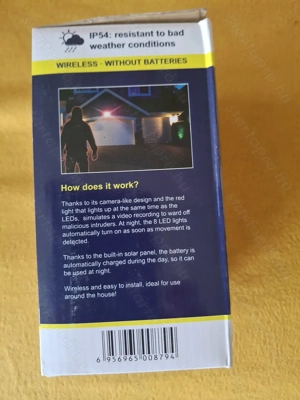 IP54: resistant to bad
weather conditions
WIRELESS - WITHOUT BATTERIES
How does it work?
Thanks to its camera-like design and the red
light that lights up at the same time as the
LEDs, simulates a video recording to ward off
malicious intruders. At night, the 8 LED lights
automatically turn on as soon as movement is
detected.
Thanks to the built-in solar panel, the battery is
automatically charged during the day, so it can
be used at night.
Wireless and easy to install, ideal for use
around the house!
6 956965 008794